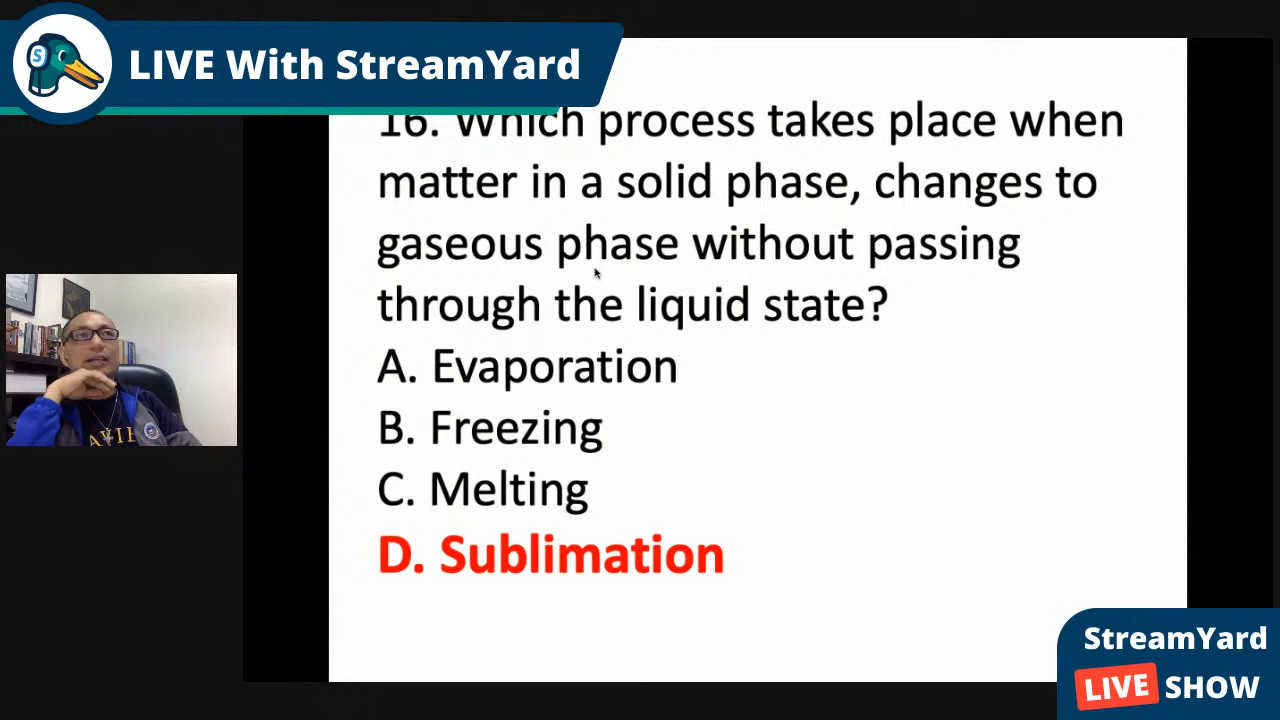 S
LIVE With StreamYard
16. Which process takes place when
matter in a solid phase, changes to
gaseous phase without passing
through the liquid state?
A. Evaporation
B. Freezing
C. Melting
D. Sublimation
AVIE
StreamYard
LIVE SHOW